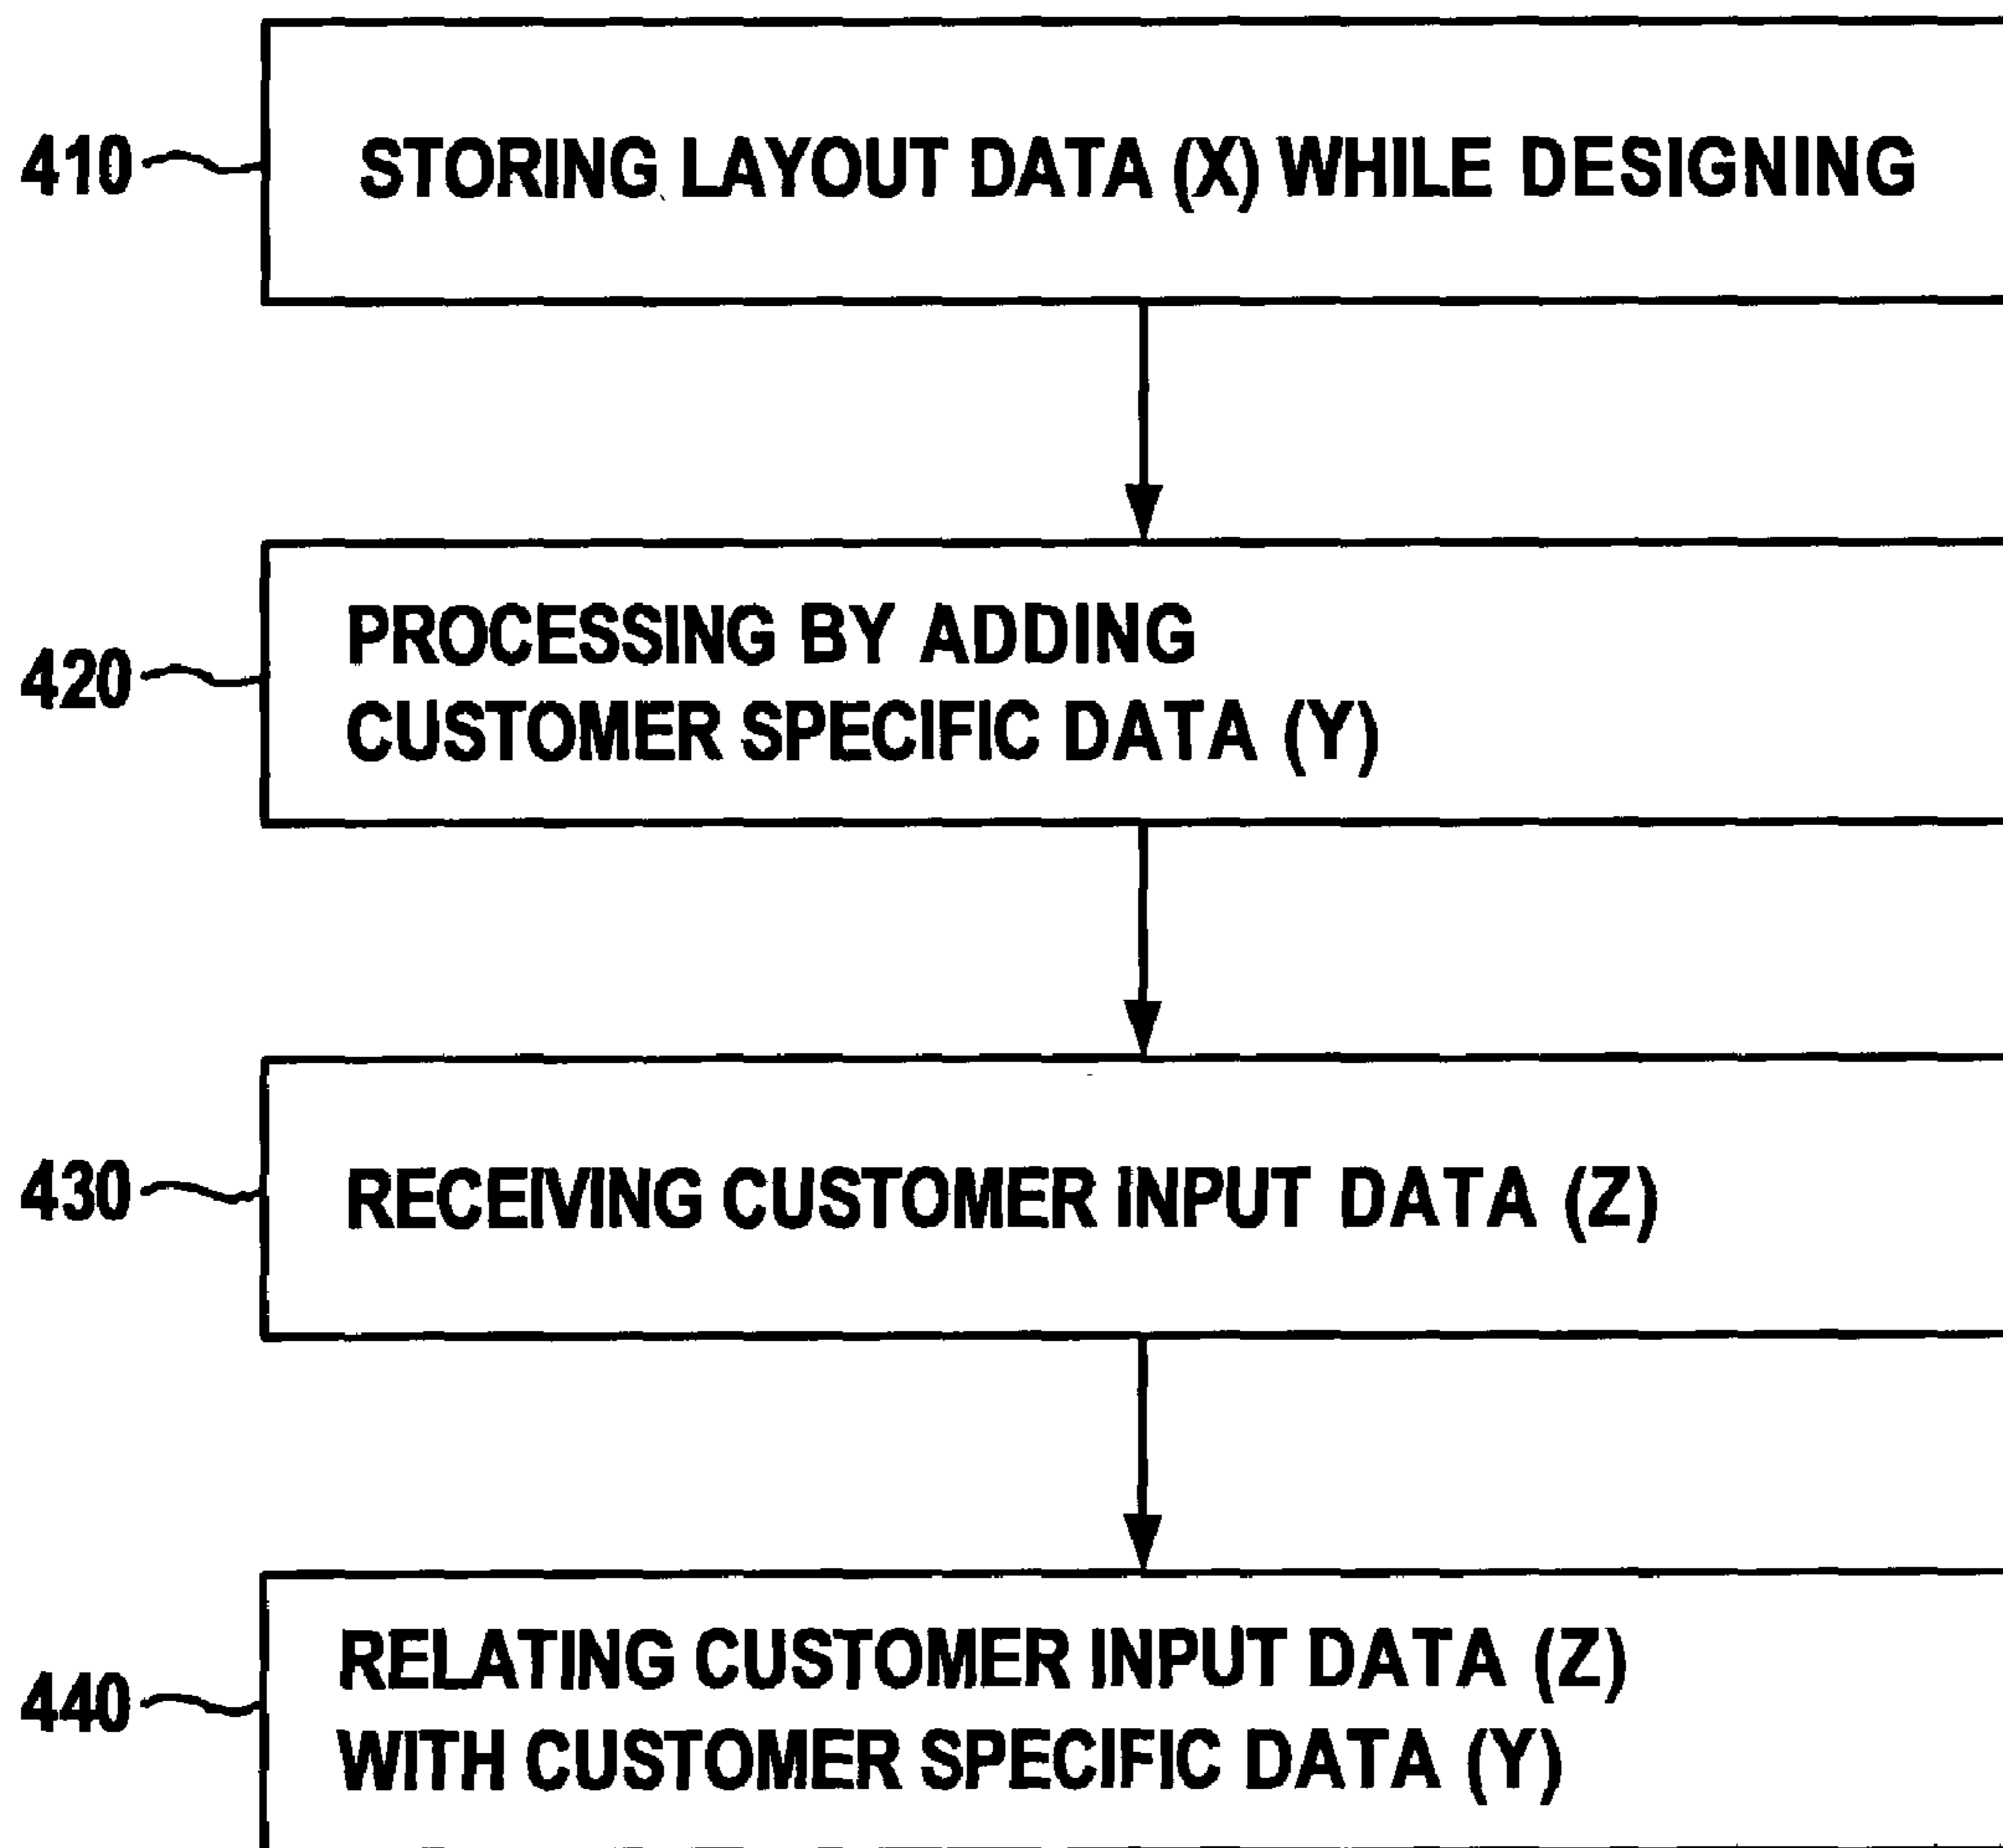 410 STORING LAYOUT DATA (X) WHILE DESIGNING
PROCESSING BY ADDING
420
CUSTOMER SPECIFIC DATA (Y)
430 RECEIVING CUSTOMER INPUT DATA (Z)
RELATING CUSTOMER INPUT DATA (Z)
440
WITH CUSTOMER SPECIFIC DATA (Y)